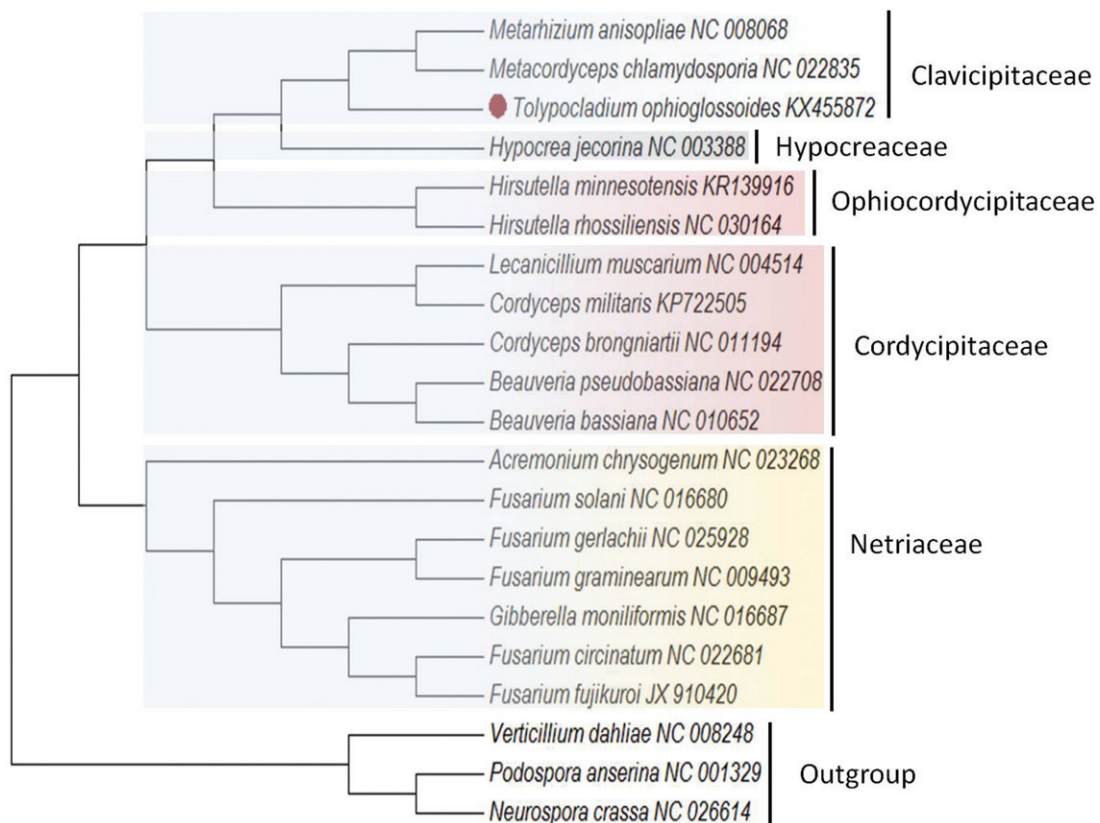 Metarhizium anisopliae NC 008068
Metacordyceps chlamydosporia NC 022835
Clavicipitaceae
Tolypocladium ophioglossoides KX455872
Hypocrea jecorina NC 003388
Hypocreaceae
Hirsutella minnesotensis KR139916
Ophiocordycipitaceae
Hirsutella rhossiliensis NC 030164
Lecanicillium muscarium NC 004514
Cordyceps militaris KP722505
Cordyceps brongniartii NC 011194
Cordycipitaceae
Beauveria pseudobassiana NC 022708
Beauveria bassiana NC 010652
Acremonium chrysogenum NC 023268
Fusarium solani NC 016680
Fusarium gerlachii NC 025928
Netriaceae
Fusarium graminearum NC 009493
Gibberella moniliformis NC 016687
Fusarium circinatum NC 022681
Fusarium fujikuroi JX 910420
Verticillium dahliae NC 008248
Podospora anserina NC 001329
Outgroup
Neurospora crassa NC 026614